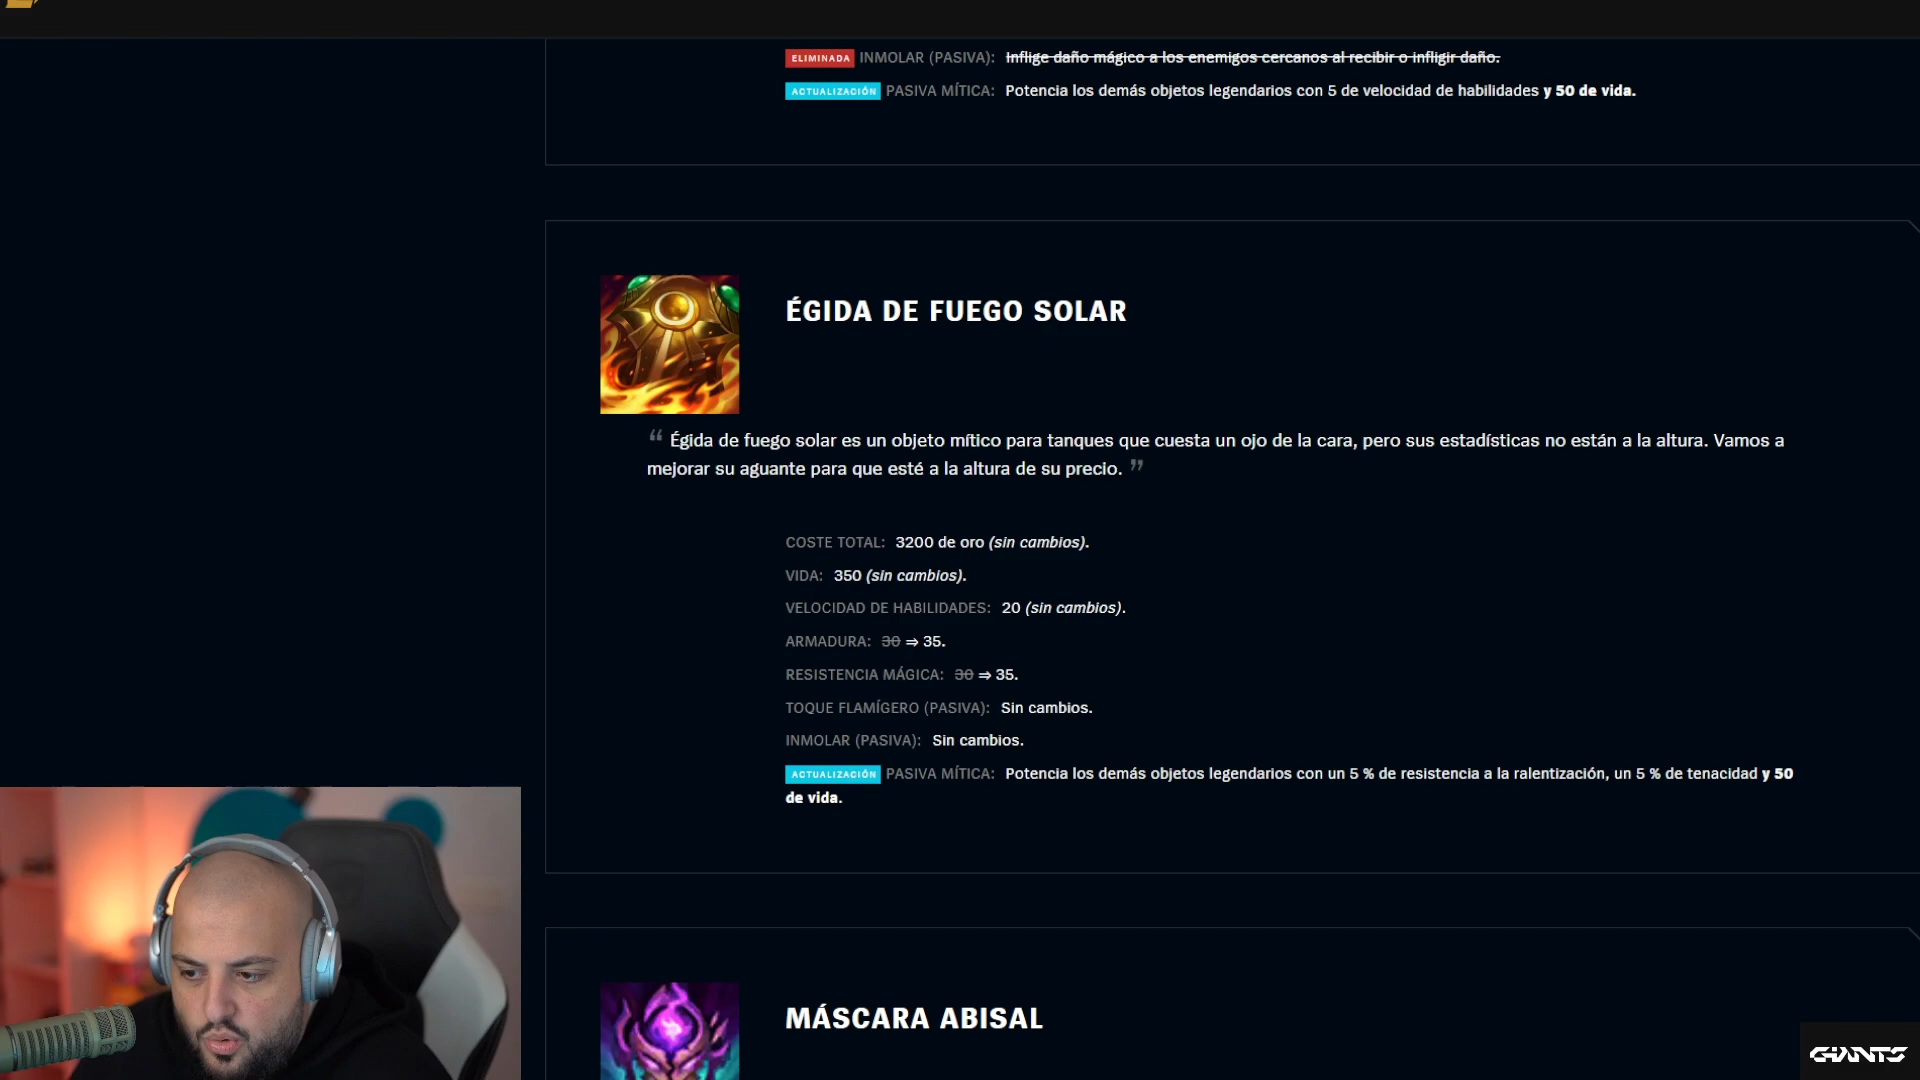 ELIMINADA INMOLAR (PASIVA): Inflige daño mágico a los enemigos cercanos al recibir o infligir daño.
ACTUALIZACIÓN PASIVA MÍTICA: Potencia los demás objetos legendarios con 5 de velocidad de habilidades y 50 de vida.
ÉGIDA DE FUEGO SOLAR
“ Égida de fuego solar es un objeto mítico para tanques que cuesta un ojo de la cara, pero sus estadísticas no están a la altura. Vamos a
mejorar su aguante para que esté a la altura de su precio. ”
COSTE TOTAL: 3200 de oro (sin cambios).
VIDA: 350 (sin cambios).
VELOCIDAD DE HABILIDADES: 20 (sin cambios).
ARMADURA: 30 ⇒ 35.
RESISTENCIA MÁGICA: 30 ⇒ 35.
TOQUE FLAMÍGERO (PASIVA): Sin cambios.
INMOLAR (PASIVA): Sin cambios.
ACTUALIZACIÓN PASIVA MÍTICA: Potencia los demás objetos legendarios con un 5 % de resistencia a la ralentización, un 5 % de tenacidad y 50
de vida.
MÁSCARA ABISAL
GIANTS